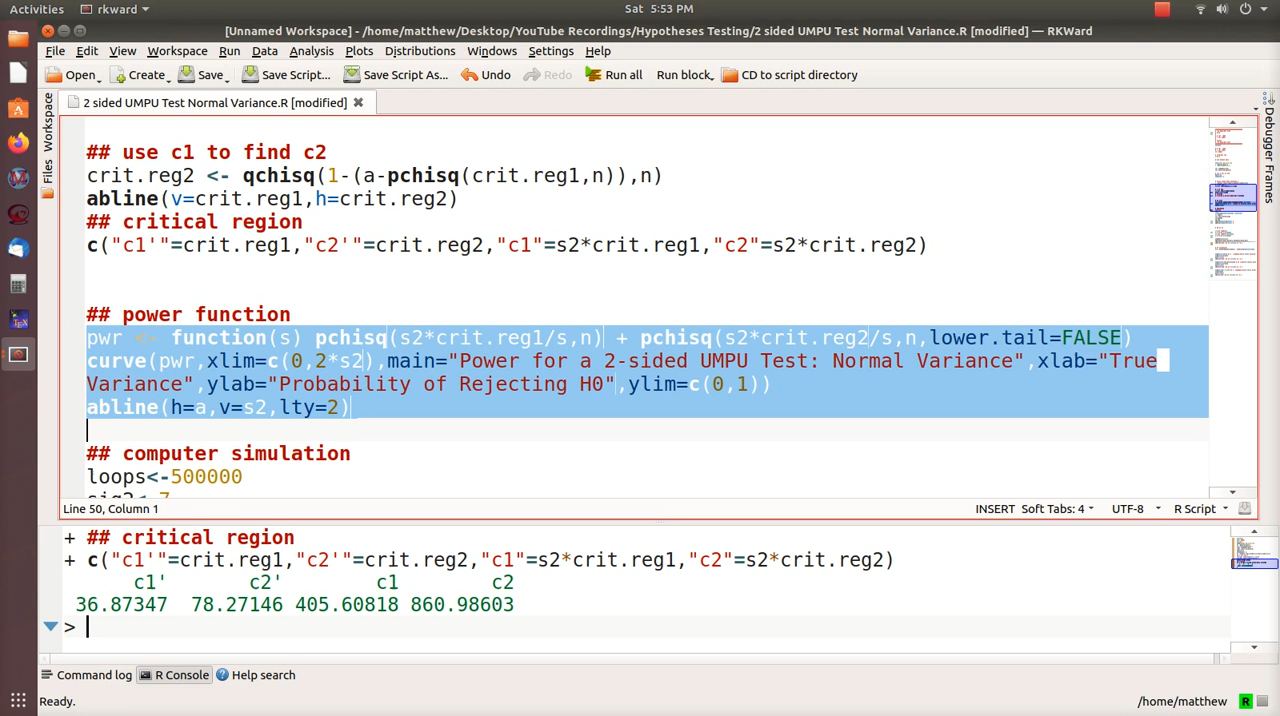 Activities rkward Sat 5:53 PM
[Unnamed Workspace] - /home/matthew/Desktop/YouTube Recordings/Hypotheses Testing/2 sided UMPU Test Normal Variance.R [modified] — RKWard
File Edit View Workspace Run Data Analysis Plots Distributions Windows Settings Help
Open... Create Save Save Script... Save Script As... Undo Redo Run all Run block CD to script directory
2 sided UMPU Test Normal Variance.R [modified]
Workspace
Files
Debugger Frames
## use c1 to find c2
crit.reg2 <- qchisq(1-(a-pchisq(crit.reg1,n)),n)
abline(v=crit.reg1,h=crit.reg2)
## critical region
c("c1'"=crit.reg1,"c2'"=crit.reg2,"c1"=s2*crit.reg1,"c2"=s2*crit.reg2)
## power function
pwr <- function(s) pchisq(s2*crit.reg1/s,n) + pchisq(s2*crit.reg2/s,n,lower.tail=FALSE)
curve(pwr,xlim=c(0,2*s2),main="Power for a 2-sided UMPU Test: Normal Variance",xlab="True
Variance",ylab="Probability of Rejecting H0",ylim=c(0,1))
abline(h=a,v=s2,lty=2)
## computer simulation
loops<-500000
sig2<-7
Line 50, Column 1 INSERT Soft Tabs: 4 UTF-8 R Script
+ ## critical region
+ c("c1'"=crit.reg1,"c2'"=crit.reg2,"c1"=s2*crit.reg1,"c2"=s2*crit.reg2)
c1' c2' c1 c2
36.87347 78.27146 405.60818 860.98603
>
Command log R Console Help search
Ready. /home/matthew R